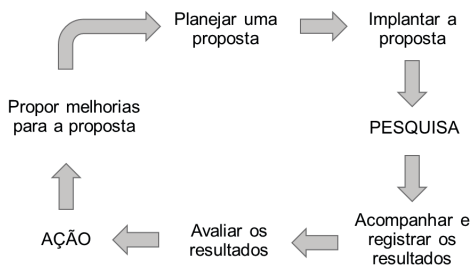 Planejar uma
proposta
Implantar a
proposta
PESQUISA
Acompanhar e
registrar os
resultados
Avaliar os
resultados
AÇÃO
Propor melhorias
para a proposta